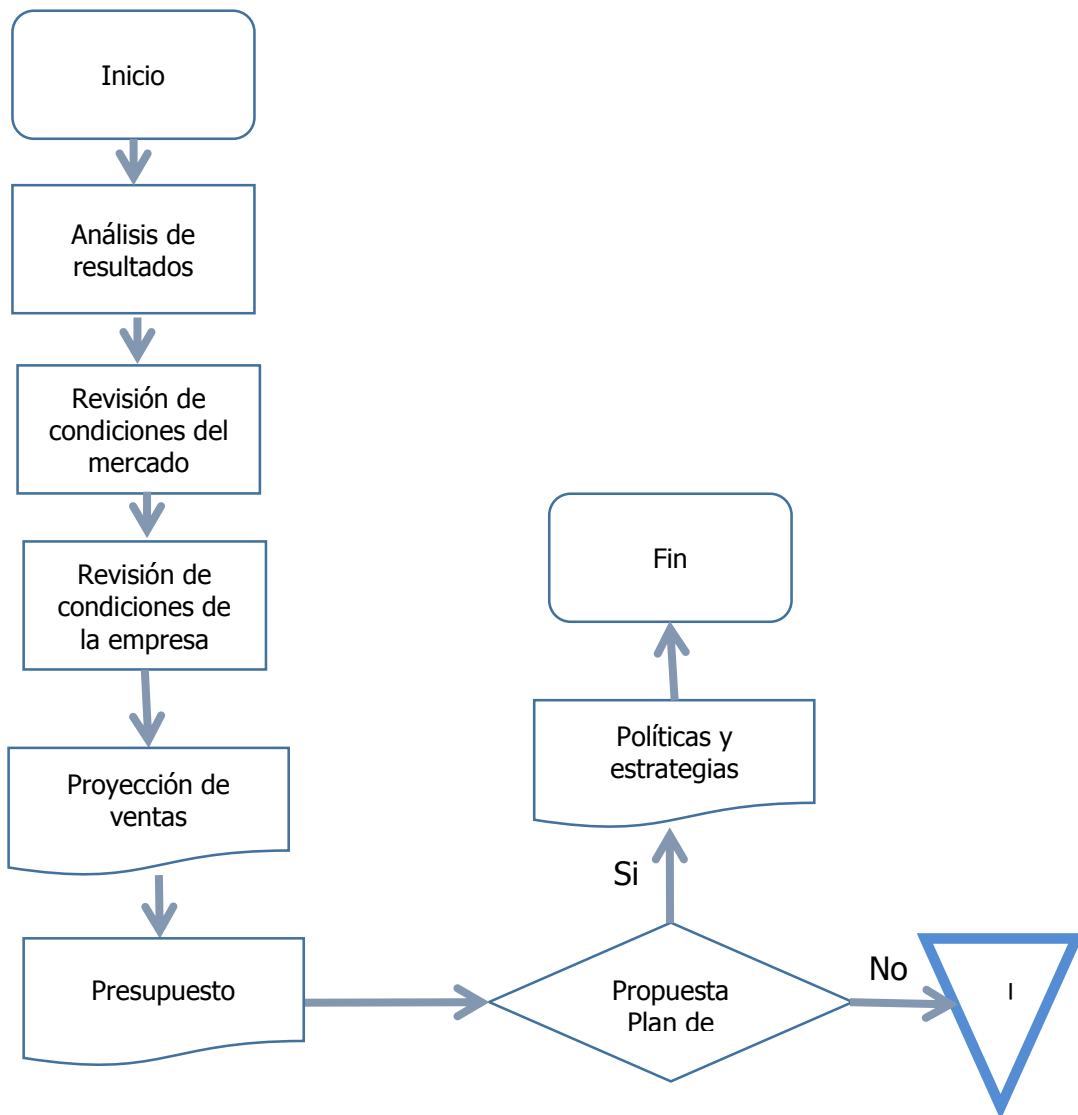 Inicio
Análisis de
resultados
Revisión de
condiciones del
mercado
Revisión de
condiciones de
la empresa
Proyección de
ventas
Presupuesto
Propuesta
Plan de
Si
No
I
Políticas y
estrategias
Fin